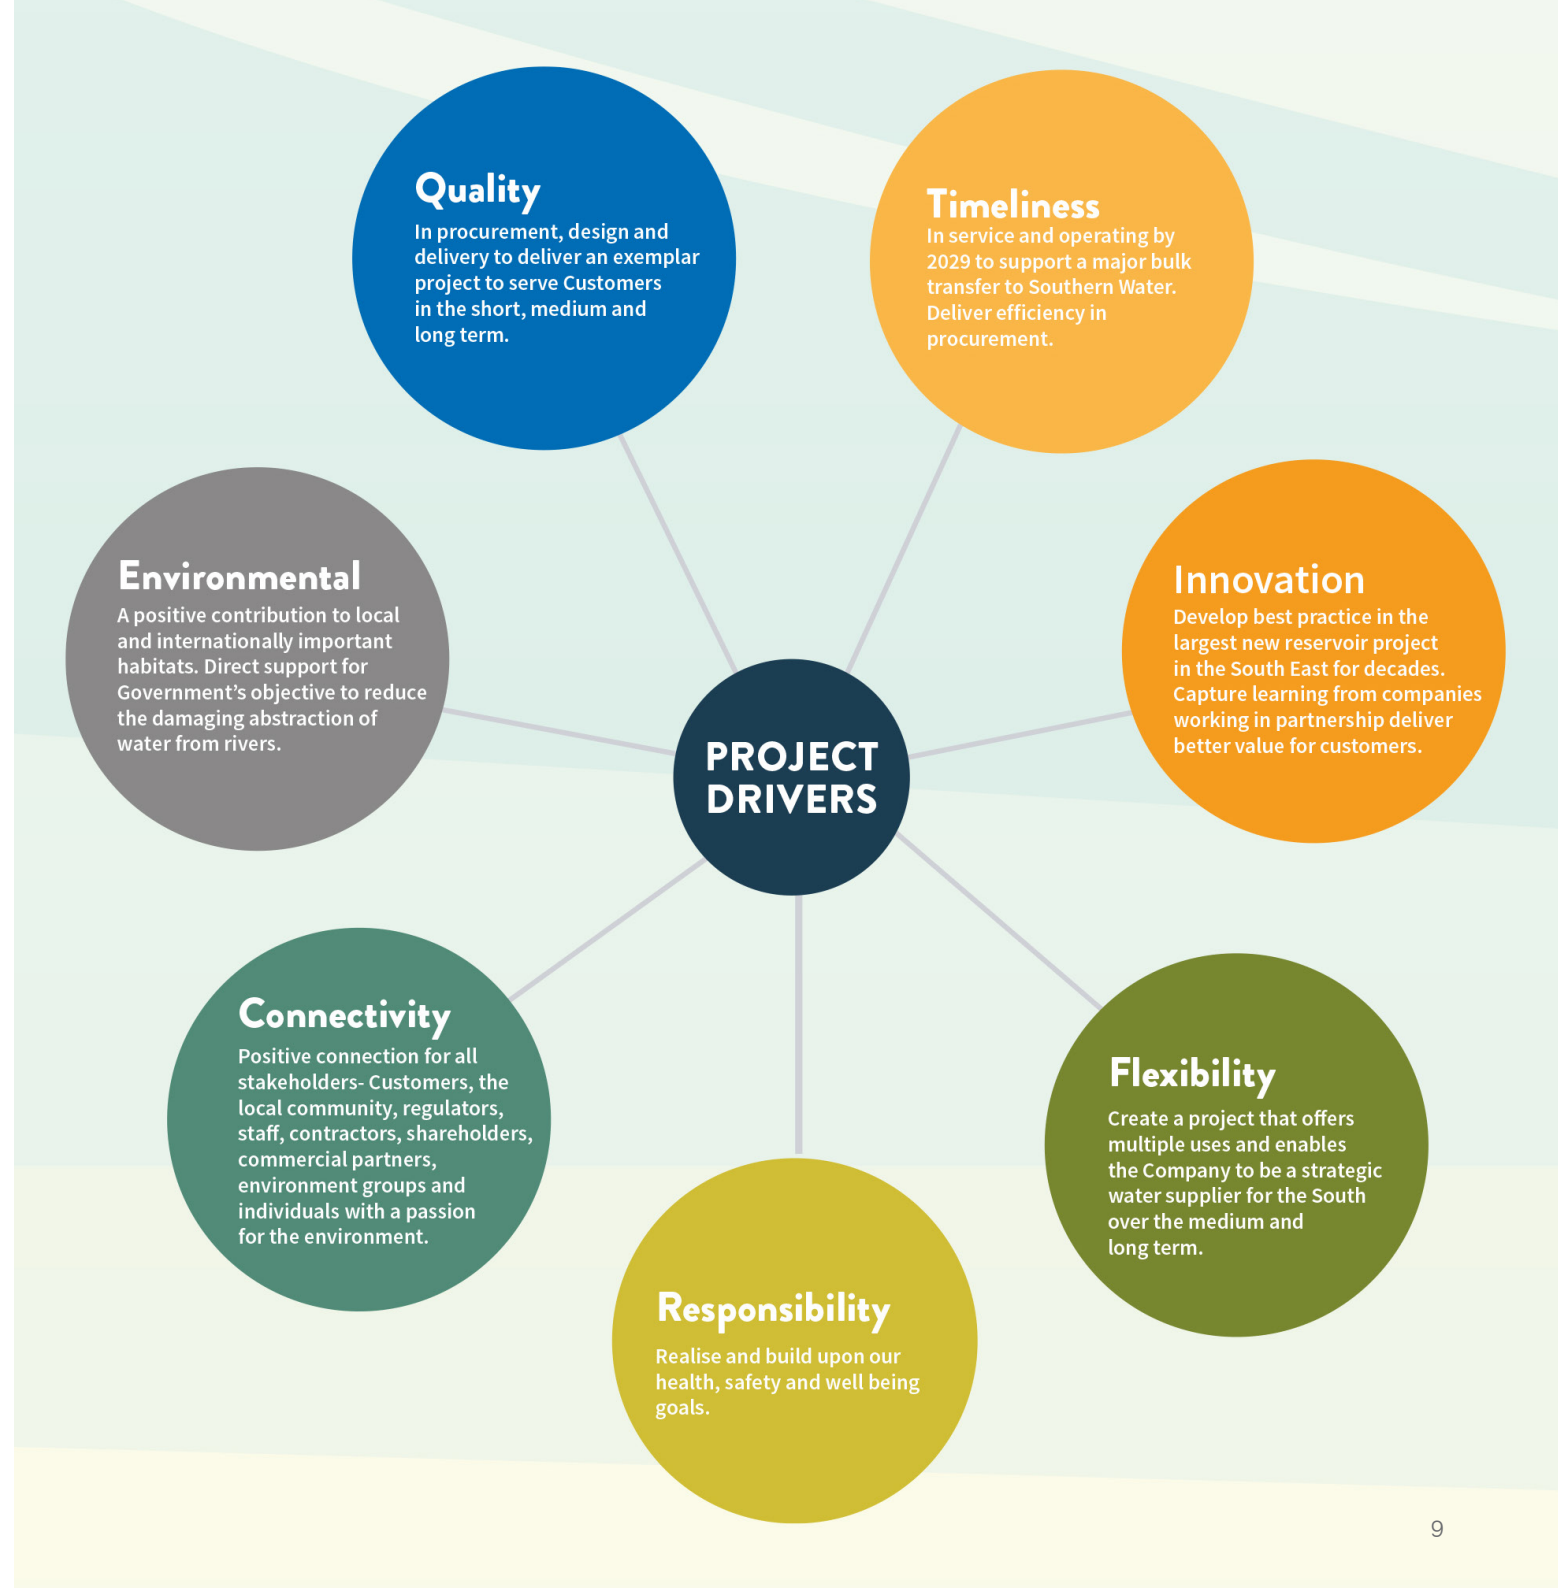 Quality
In procurement, design and
delivery to deliver an exemplar
project to serve Customers
in the short, medium and
long term.
Timeliness
In service and operating by
2029 to support a major bulk
transfer to Southern Water.
Deliver efficiency in
procurement.
Environmental
A positive contribution to local
and internationally important
habitats. Direct support for
Government’s objective to reduce
the damaging abstraction of
water from rivers.
Innovation
Develop best practice in the
largest new reservoir project
in the South East for decades.
Capture learning from companies
working in partnership deliver
better value for customers.
PROJECT
DRIVERS
Connectivity
Positive connection for all
stakeholders- Customers, the
local community, regulators,
staff, contractors, shareholders,
commercial partners,
environment groups and
individuals with a passion
for the environment.
Flexibility
Create a project that offers
multiple uses and enables
the Company to be a strategic
water supplier for the South
over the medium and
long term.
Responsibility
Realise and build upon our
health, safety and well being
goals.
9